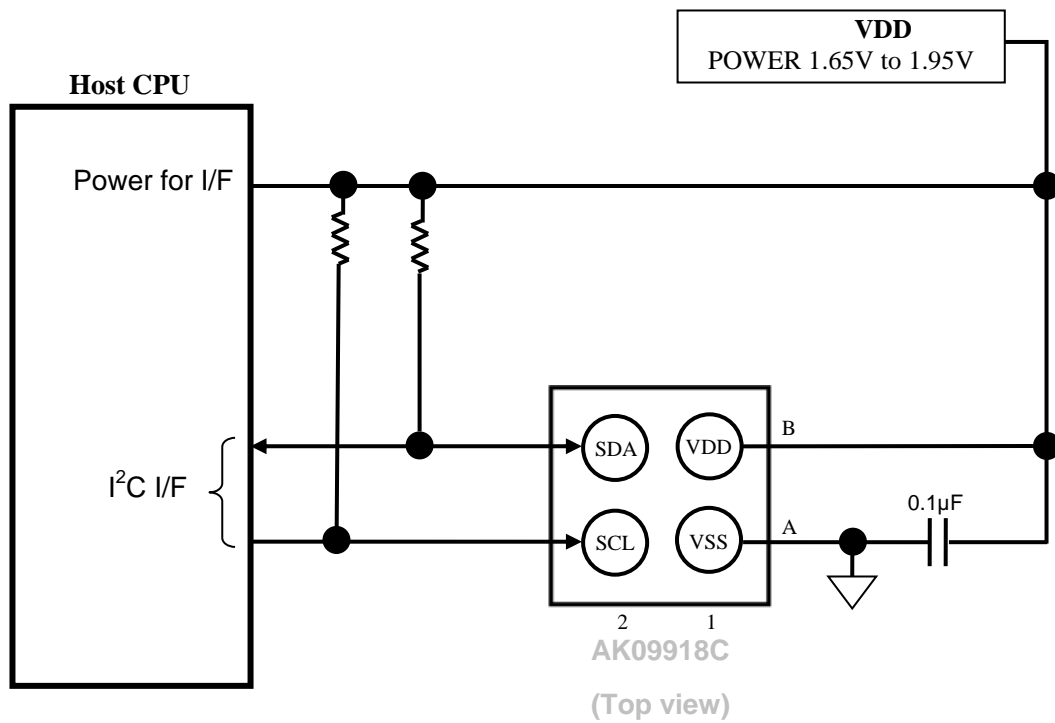 VDD
POWER 1.65V to 1.95V
Host CPU
Power for I/F
I²C I/F
SDA
VDD
B
SCL
VSS
A
0.1µF
2
1
AK09918C
(Top view)